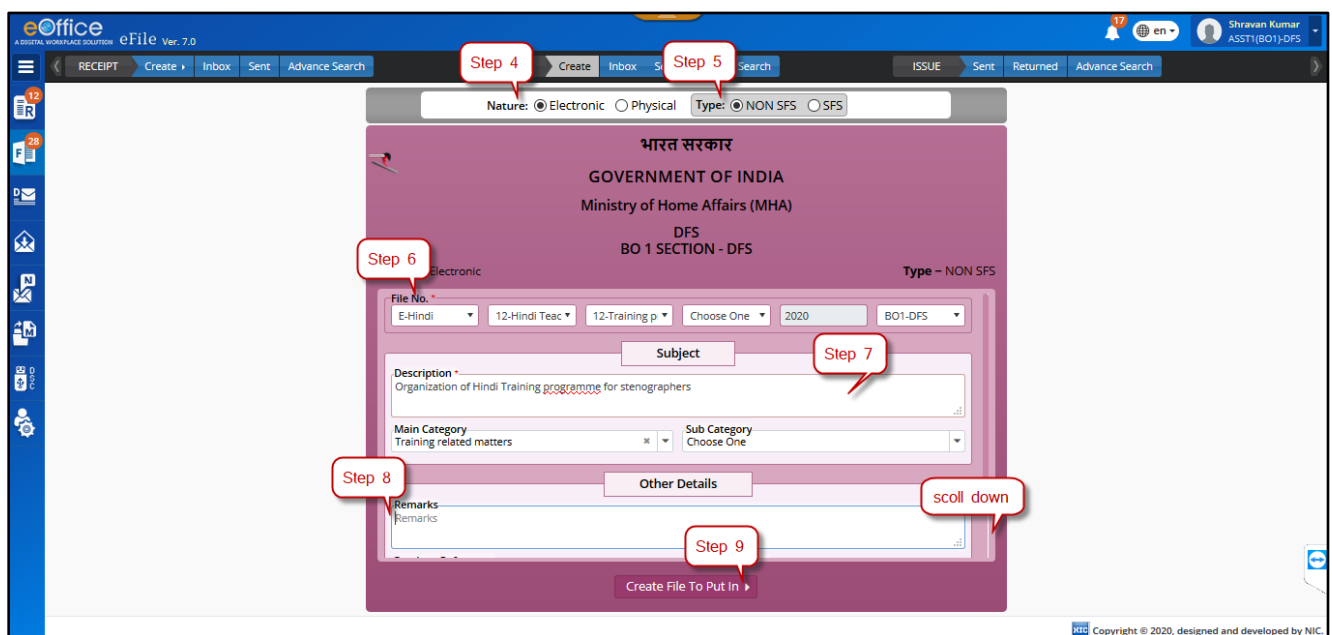 eOffice
A DIGITAL WORKPLACE SOLUTION eFile Ver. 7.0
17 en Shravan Kumar
ASST1(BO1)-DFS
RECEIPT Create Inbox Sent Advance Search Step 4 Create Inbox Step 5 Search ISSUE Sent Returned Advance Search
12
Nature: Electronic Physical Type: NON SFS SFS
28
भारत सरकार
GOVERNMENT OF INDIA
Ministry of Home Affairs (MHA)
DFS
BO 1 SECTION - DFS
Step 6
Electronic Type – NON SFS
File No. *
E-Hindi 12-Hindi Teac 12-Training p Choose One 2020 BO1-DFS
Subject
Step 7
Description *
Organization of Hindi Training progromme for stenographers
Main Category Sub Category
Training related matters Choose One
Step 8
Other Details
scoll down
Remarks
Remarks
Step 9
Create File To Put In
DSC
NIC Copyright © 2020, designed and developed by NIC.